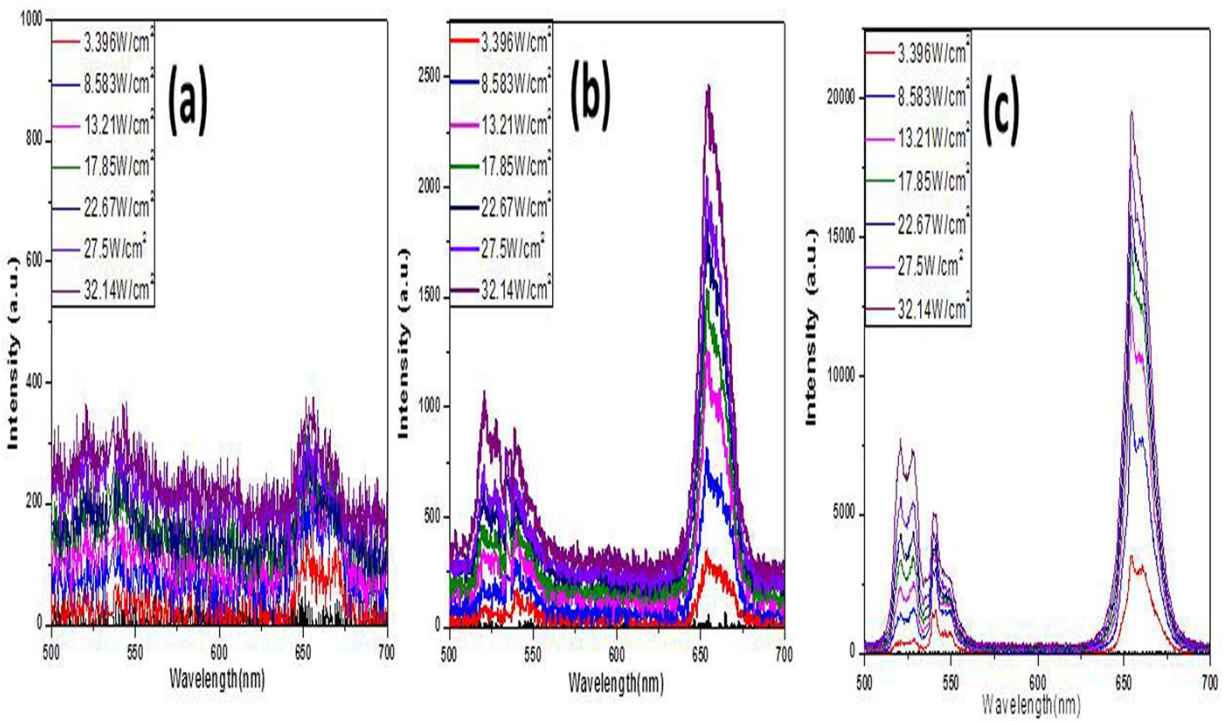 1000
800
600
400
200
0
500
550
600
650
700
Intensity (a.u.)
Wavelength(nm)
3.396W/cm²
8.583W/cm²
13.21W/cm²
17.85W/cm²
22.67W/cm²
27.5W/cm²
32.14W/cm²
(a)
2500
2000
1500
1000
500
0
500
550
600
650
700
Intensity (a.u.)
Wavelength(nm)
3.396W/cm²
8.583W/cm²
13.21W/cm²
17.85W/cm²
22.67W/cm²
27.5W/cm²
32.14W/cm²
(b)
20000
15000
10000
5000
0
500
550
600
650
700
Intensity (a.u.)
Wavelength(nm)
3.396W/cm²
8.583W/cm²
13.21W/cm²
17.85W/cm²
22.67W/cm²
27.5W/cm²
32.14W/cm²
(c)